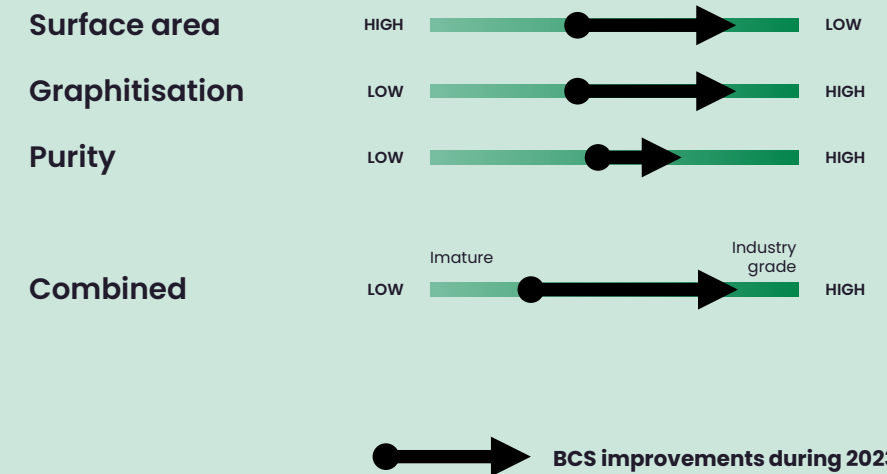 Surface area HIGH LOW
Graphitisation LOW HIGH
Purity LOW HIGH
Imature Industry
grade
Combined LOW HIGH
BCS improvements during